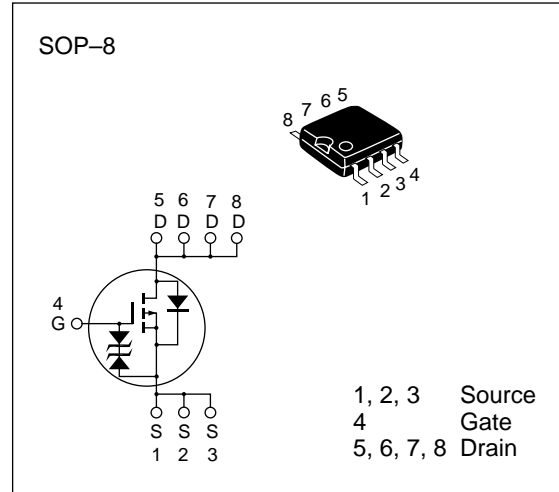 SOP–8
8 7 6 5
1 2 3 4
5 6 7 8
D D D D
4
G
S S S
1 2 3
1, 2, 3 Source
4 Gate
5, 6, 7, 8 Drain